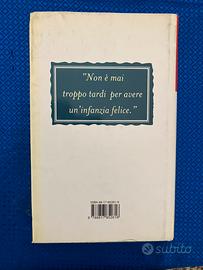 "Non è mai
troppo tardi per avere
un'infanzia felice."
subito